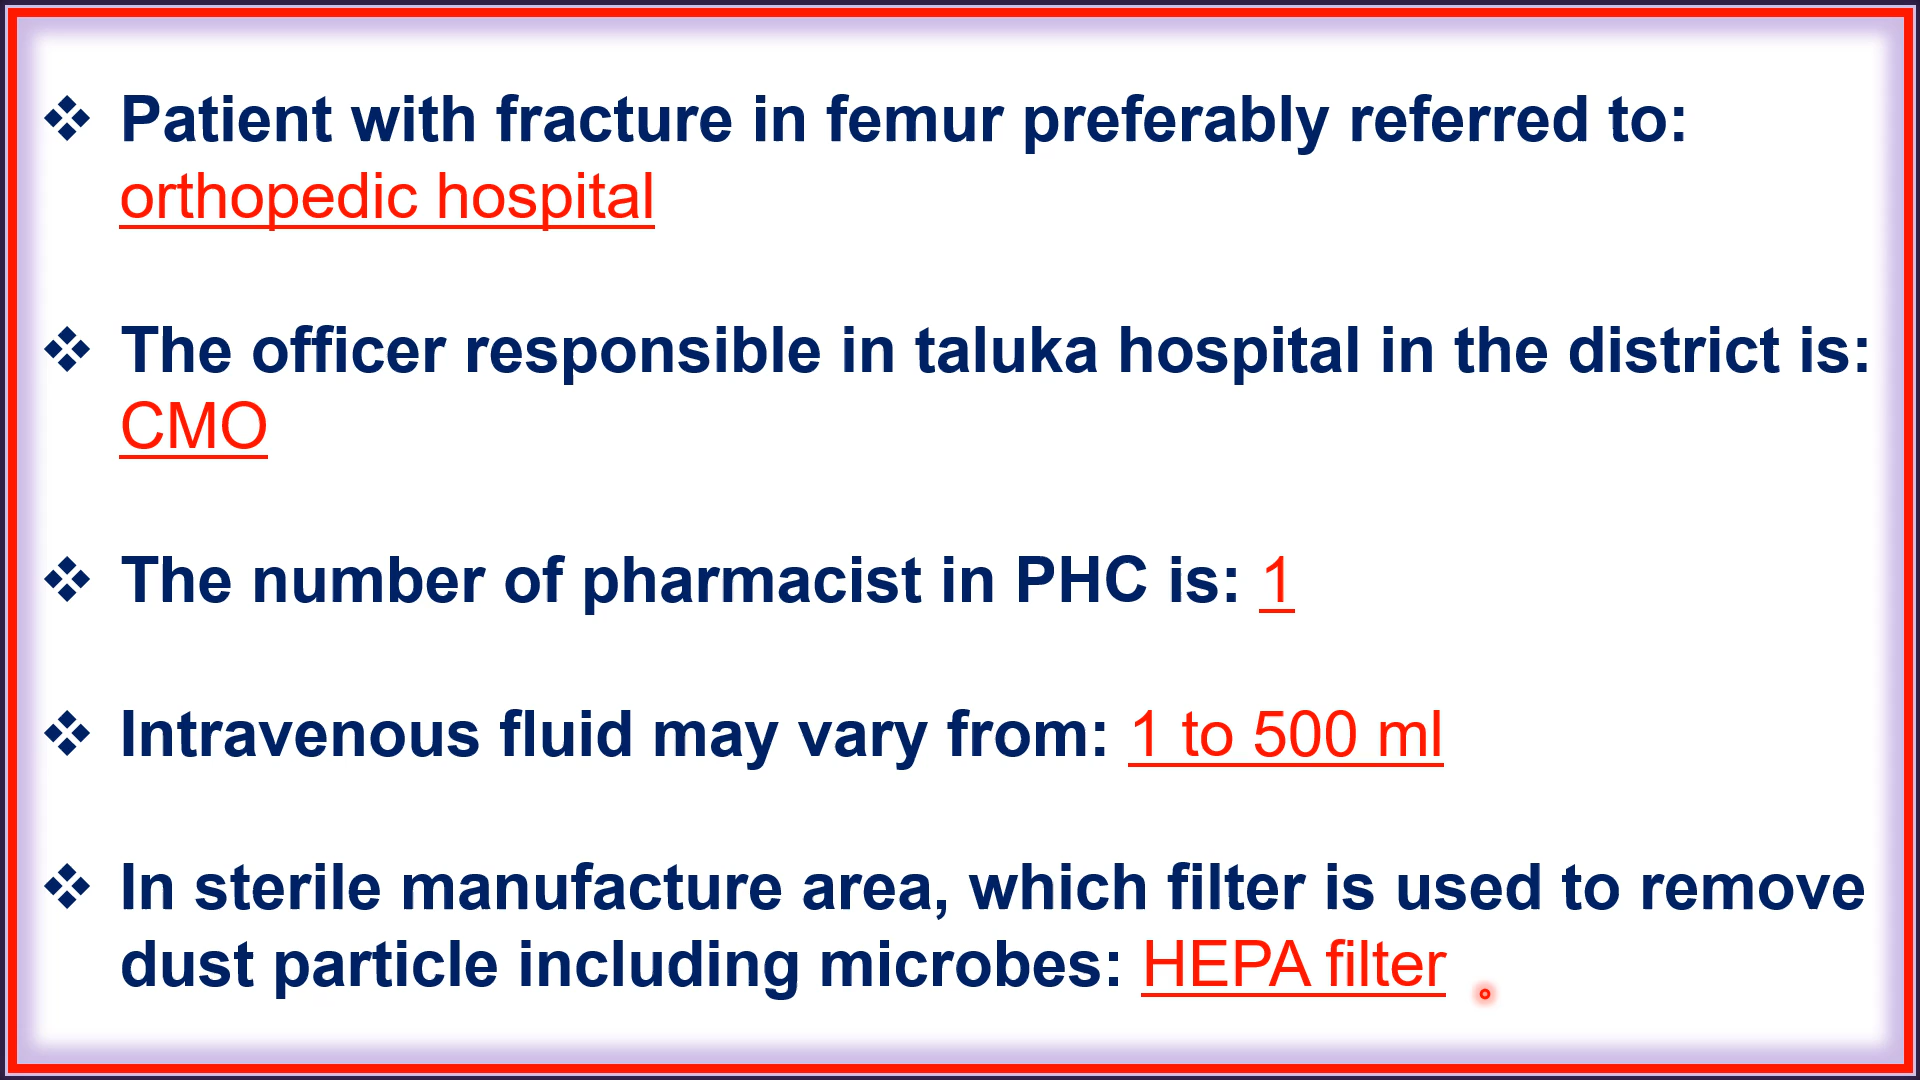 ❖ Patient with fracture in femur preferably referred to:
orthopedic hospital
❖ The officer responsible in taluka hospital in the district is:
CMO
❖ The number of pharmacist in PHC is: 1
❖ Intravenous fluid may vary from: 1 to 500 ml
❖ In sterile manufacture area, which filter is used to remove
dust particle including microbes: HEPA filter